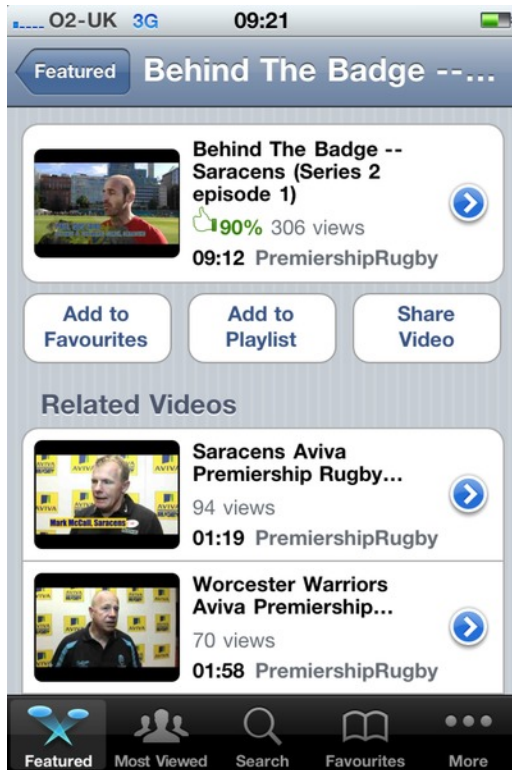 O2-UK 3G 09:21
Featured
Behind The Badge --...
Behind The Badge --
Saracens (Series 2
episode 1)
90% 306 views
09:12 PremiershipRugby
Add to
Favourites
Add to
Playlist
Share
Video
Related Videos
Mark McCall, Saracens
Saracens Aviva
Premiership Rugby...
94 views
01:19 PremiershipRugby
Worcester Warriors
Aviva Premiership...
70 views
01:58 PremiershipRugby
Featured
Most Viewed
Search
Favourites
More